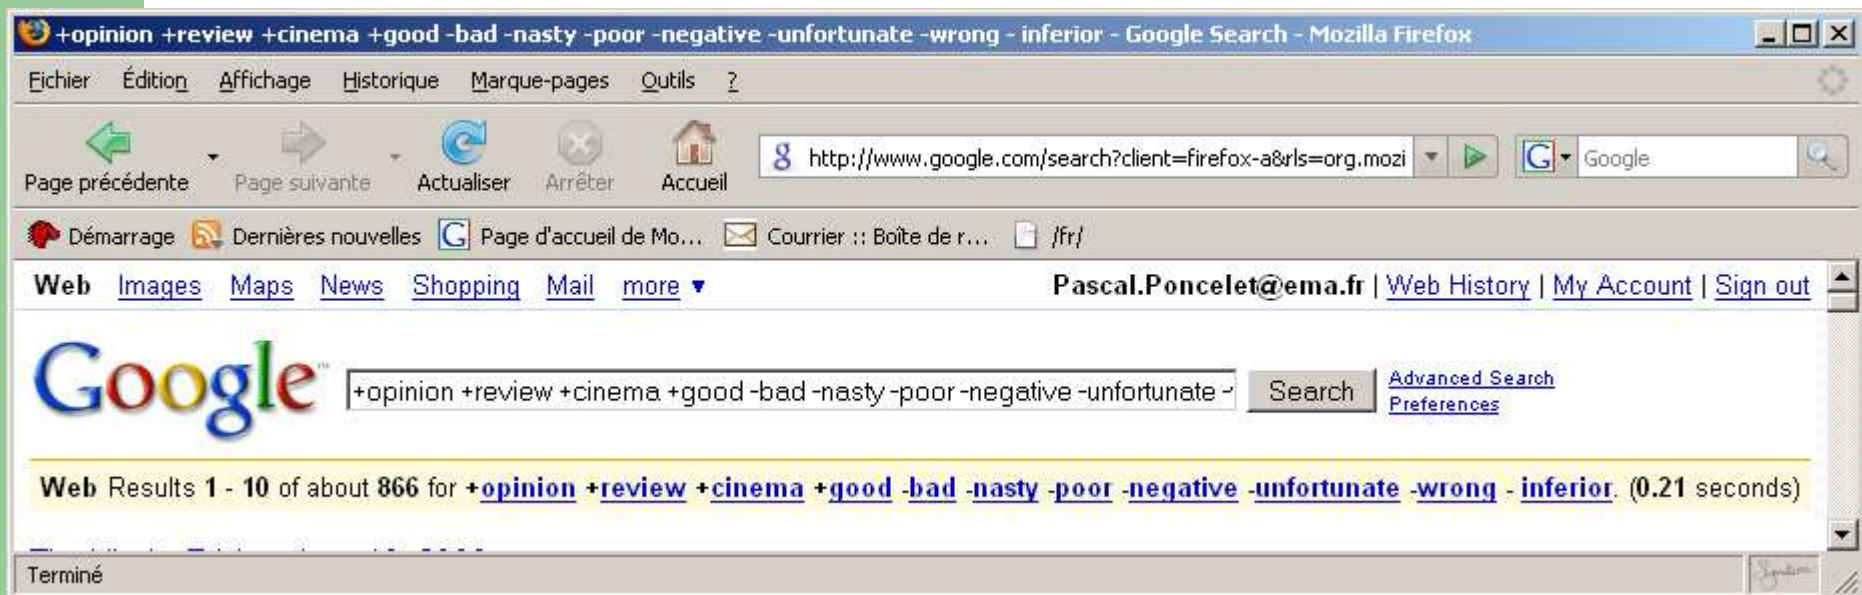 +opinion +review +cinema +good -bad -nasty -poor -negative -unfortunate -wrong - inferior - Google Search - Mozilla Firefox
Fichier Édition Affichage Historique Marque-pages Outils ?
http://www.google.com/search?client=firefox-a&rls=org.mozi Google
Page précédente Page suivante Actualiser Arrêter Accueil
Démarrage Dernières nouvelles Page d'accueil de Mo... Courrier :: Boîte de r... /fr/
Web Images Maps News Shopping Mail more ▼ Pascal.Poncelet@ema.fr | Web History | My Account | Sign out
Google™ +opinion +review +cinema +good -bad -nasty -poor -negative -unfortunate - Search Advanced Search
Preferences
Web Results 1 - 10 of about 866 for +opinion +review +cinema +good -bad -nasty -poor -negative -unfortunate -wrong - inferior. (0.21 seconds)
Terminé